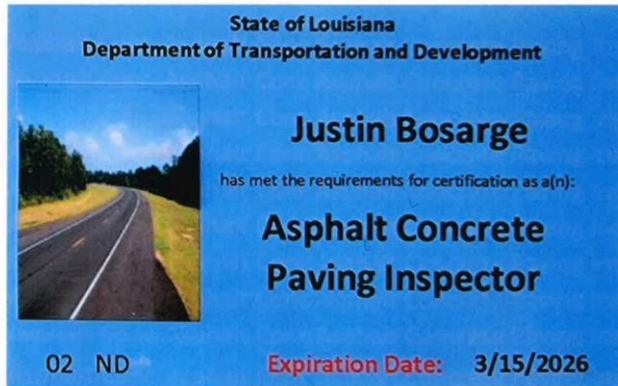 State of Louisiana
Department of Transportation and Development
Justin Bosarge
has met the requirements for certification as a(n):
Asphalt Concrete
Paving Inspector
02 ND
Expiration Date: 3/15/2026